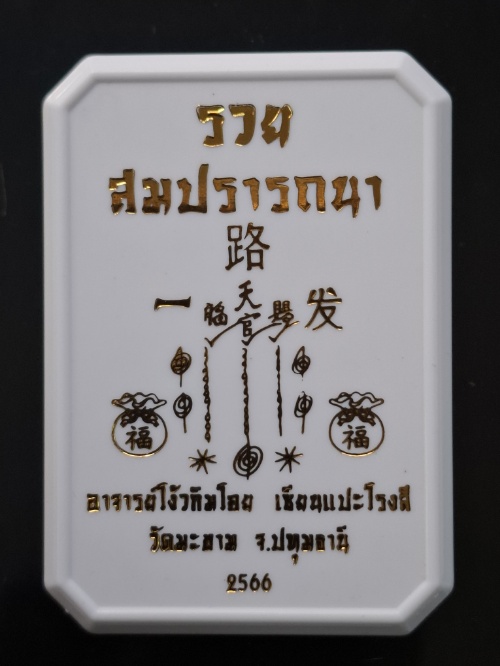 รวย
สมปรารถนา
路
一 福 天官 賜 发
福 福
อาจารย์โง้วกิมโคย เซียนแปะโรงสี
วัดมะขาม จ.ปทุมธานี
2566